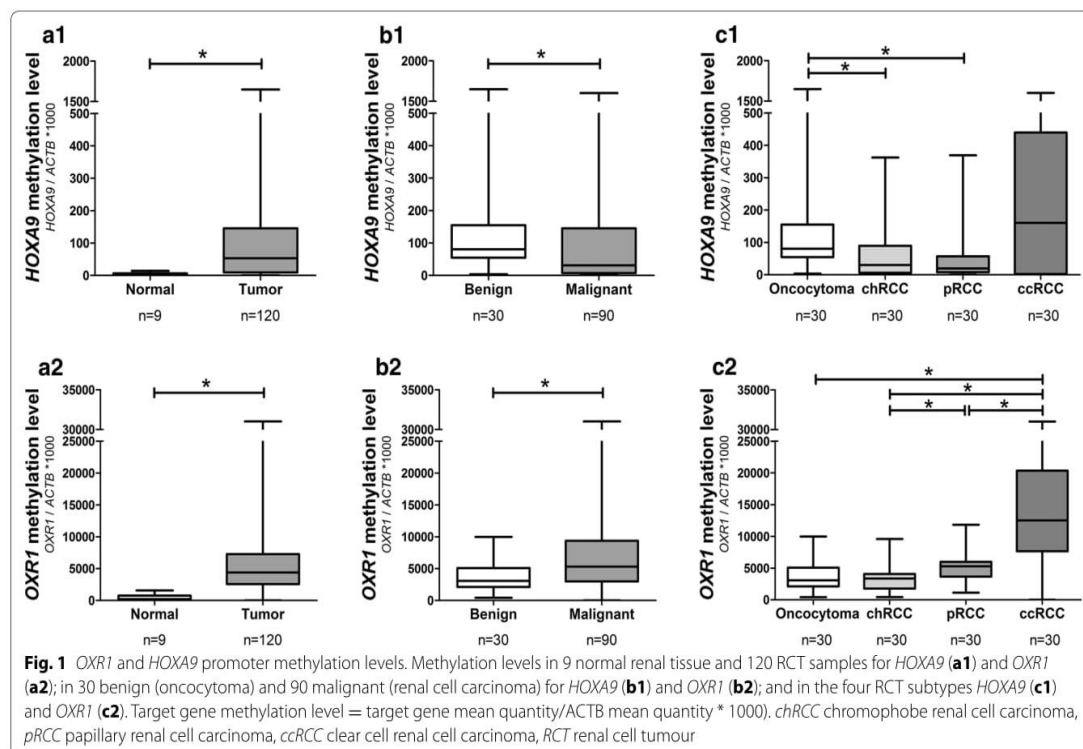 a1
HOXA9 methylation level
HOXA9 / ACTB *1000
2000
1500
500
400
300
200
100
0
*
Normal
Tumor
n=9
n=120
b1
HOXA9 methylation level
HOXA9 / ACTB *1000
2000
1500
500
400
300
200
100
0
*
Benign
Malignant
n=30
n=90
c1
HOXA9 methylation level
HOXA9 / ACTB *1000
2000
1500
500
400
300
200
100
0
*
*
Oncocytoma
chRCC
pRCC
ccRCC
n=30
n=30
n=30
n=30
a2
OXR1 methylation level
OXR1 / ACTB *1000
35000
30000
25000
20000
15000
10000
5000
0
*
Normal
Tumor
n=9
n=120
b2
OXR1 methylation level
OXR1 / ACTB *1000
35000
30000
25000
20000
15000
10000
5000
0
*
Benign
Malignant
n=30
n=90
c2
OXR1 methylation level
OXR1 / ACTB *1000
35000
30000
25000
20000
15000
10000
5000
0
*
*
*
*
Oncocytoma
chRCC
pRCC
ccRCC
n=30
n=30
n=30
n=30
Fig. 1 OXR1 and HOXA9 promoter methylation levels. Methylation levels in 9 normal renal tissue and 120 RCT samples for HOXA9 (a1) and OXR1
(a2); in 30 benign (oncocytoma) and 90 malignant (renal cell carcinoma) for HOXA9 (b1) and OXR1 (b2); and in the four RCT subtypes HOXA9 (c1)
and OXR1 (c2). Target gene methylation level = target gene mean quantity/ACTB mean quantity * 1000). chRCC chromophobe renal cell carcinoma,
pRCC papillary renal cell carcinoma, ccRCC clear cell renal cell carcinoma, RCT renal cell tumour